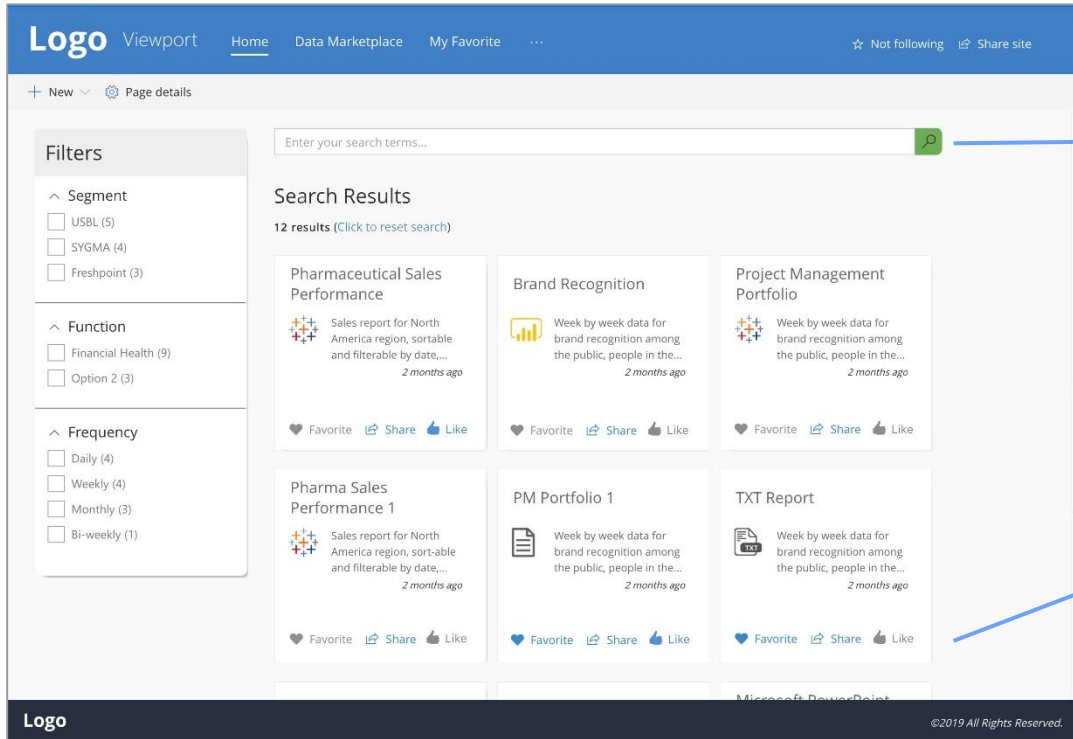 Logo Viewport Home Data Marketplace My Favorite ... Not following Share site
New Page details
Filters
Segment
USBL (5)
SYGMA (4)
Freshpoint (3)
Function
Financial Health (9)
Option 2 (3)
Frequency
Daily (4)
Weekly (4)
Monthly (3)
Bi-weekly (1)
Enter your search terms...
Search Results
12 results (Click to reset search)
Pharmaceutical Sales
Performance
Sales report for North
America region, sortable
and filterable by date,...
2 months ago
Favorite Share Like
Brand Recognition
Week by week data for
brand recognition among
the public, people in the...
2 months ago
Favorite Share Like
Project Management
Portfolio
Week by week data for
brand recognition among
the public, people in the...
2 months ago
Favorite Share Like
Pharma Sales
Performance 1
Sales report for North
America region, sort-able
and filterable by date,...
2 months ago
Favorite Share Like
PM Portfolio 1
Week by week data for
brand recognition among
the public, people in the...
2 months ago
Favorite Share Like
TXT Report
TXT
Week by week data for
brand recognition among
the public, people in the...
2 months ago
Favorite Share Like
Microsoft PowerPoint
Logo
©2019 All Rights Reserved.